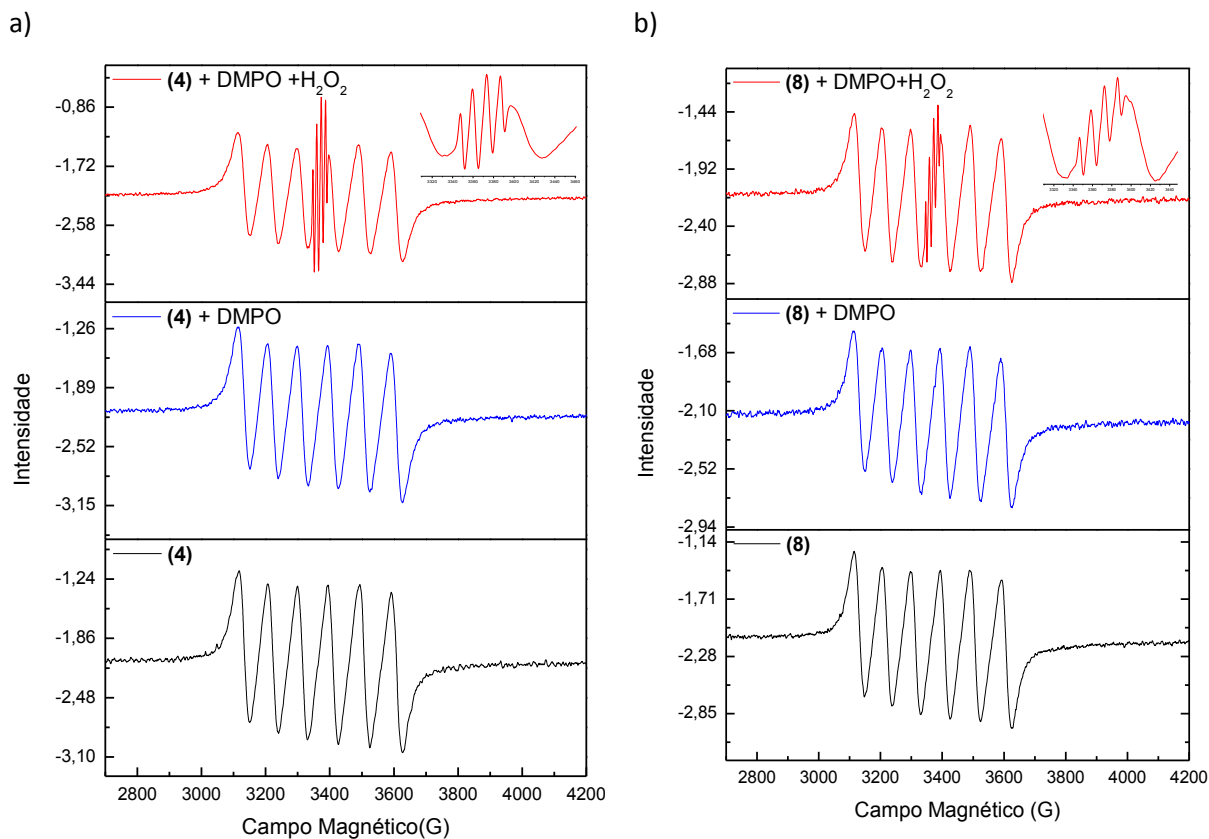 a)
(4) + DMPO +H₂O₂
-0,86
-1,72
-2,58
-3,44
(4) + DMPO
-1,26
-1,89
-2,52
-3,15
(4)
-1,24
-1,86
-2,48
-3,10
2800 3000 3200 3400 3600 3800 4000 4200
Intensidade
Campo Magnético(G)
b)
(8) + DMPO+H₂O₂
-1,44
-1,92
-2,40
-2,88
(8) + DMPO
-1,68
-2,10
-2,52
-2,94
(8)
-1,14
-1,71
-2,28
-2,85
2800 3000 3200 3400 3600 3800 4000 4200
Intensidade
Campo Magnético (G)